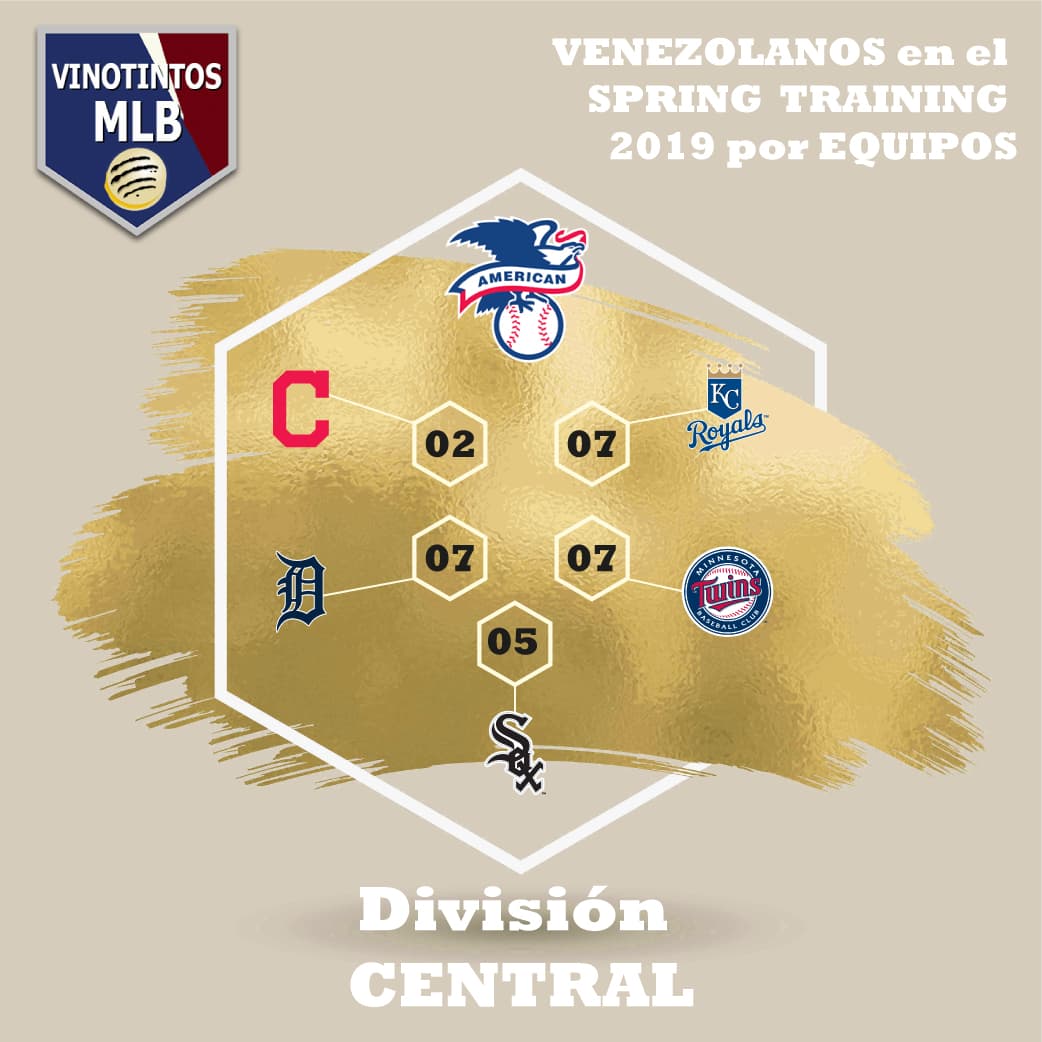 VINOTINTOS
MLB
VENEZOLANOS en el
SPRING TRAINING
2019 por EQUIPOS
AMERICAN
C
02
07
KC
Royals
D
07
07
MINNESOTA
Twins
BASEBALL CLUB
05
Sox
División
CENTRAL